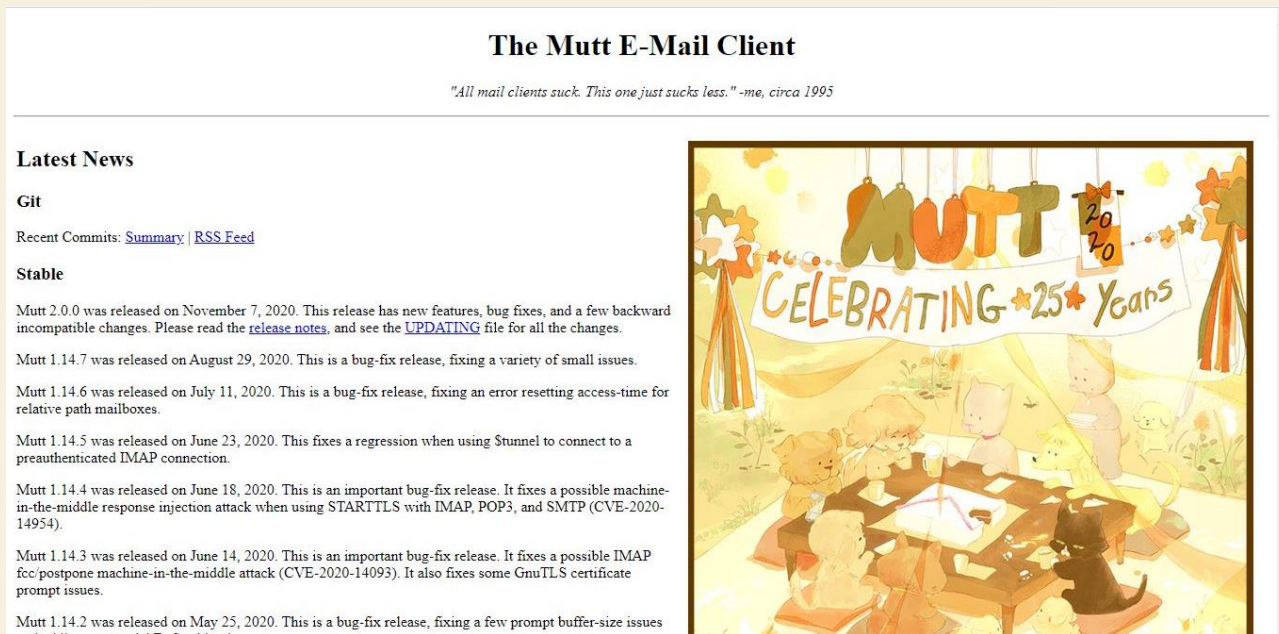 The Mutt E-Mail Client
"All mail clients suck. This one just sucks less." -me, circa 1995
Latest News
Git
Recent Commits: Summary | RSS Feed
Stable
Mutt 2.0.0 was released on November 7, 2020. This release has new features, bug fixes, and a few backward
incompatible changes. Please read the release notes, and see the UPDATING file for all the changes.
Mutt 1.14.7 was released on August 29, 2020. This is a bug-fix release, fixing a variety of small issues.
Mutt 1.14.6 was released on July 11, 2020. This is a bug-fix release, fixing an error resetting access-time for
relative path mailboxes.
Mutt 1.14.5 was released on June 23, 2020. This fixes a regression when using $tunnel to connect to a
preauthenticated IMAP connection.
Mutt 1.14.4 was released on June 18, 2020. This is an important bug-fix release. It fixes a possible machine-
in-the-middle response injection attack when using STARTTLS with IMAP, POP3, and SMTP (CVE-2020-
14954).
Mutt 1.14.3 was released on June 14, 2020. This is an important bug-fix release. It fixes a possible IMAP
fcc/postpone machine-in-the-middle attack (CVE-2020-14093). It also fixes some GnuTLS certificate
prompt issues.
Mutt 1.14.2 was released on May 25, 2020. This is a bug-fix release, fixing a few prompt buffer-size issues
MUTT
20
20
CELEBRATING 25 Years